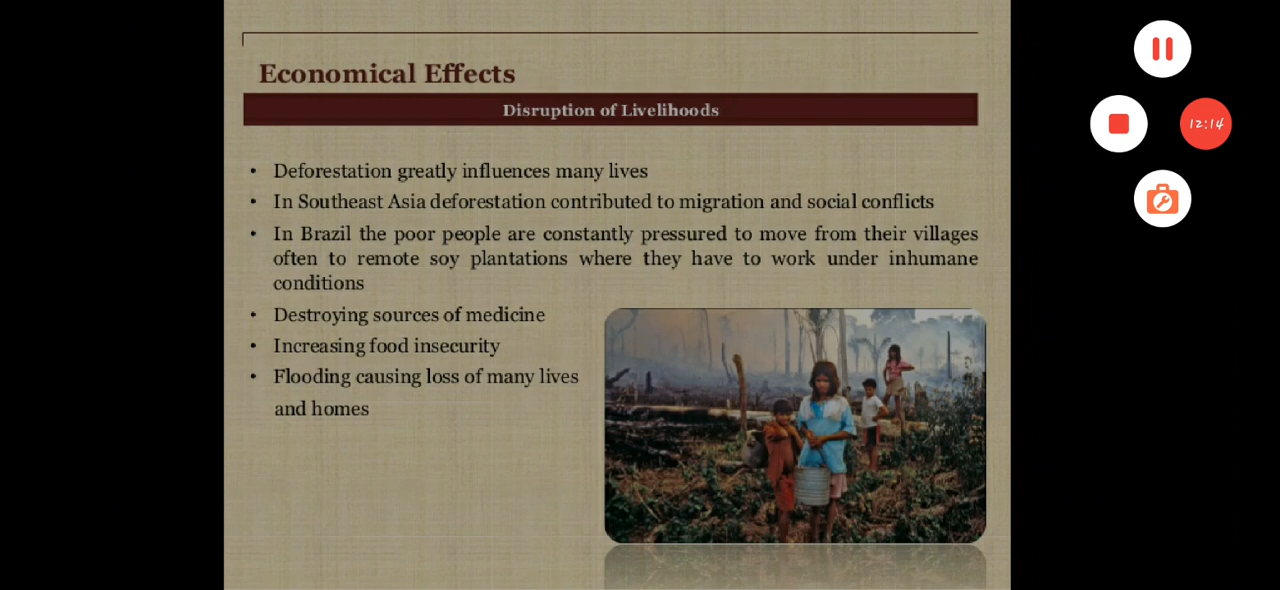 Economical Effects
Disruption of Livelihoods
• Deforestation greatly influences many lives
• In Southeast Asia deforestation contributed to migration and social conflicts
• In Brazil the poor people are constantly pressured to move from their villages
often to remote soy plantations where they have to work under inhumane
conditions
• Destroying sources of medicine
• Increasing food insecurity
• Flooding causing loss of many lives
and homes
12:14